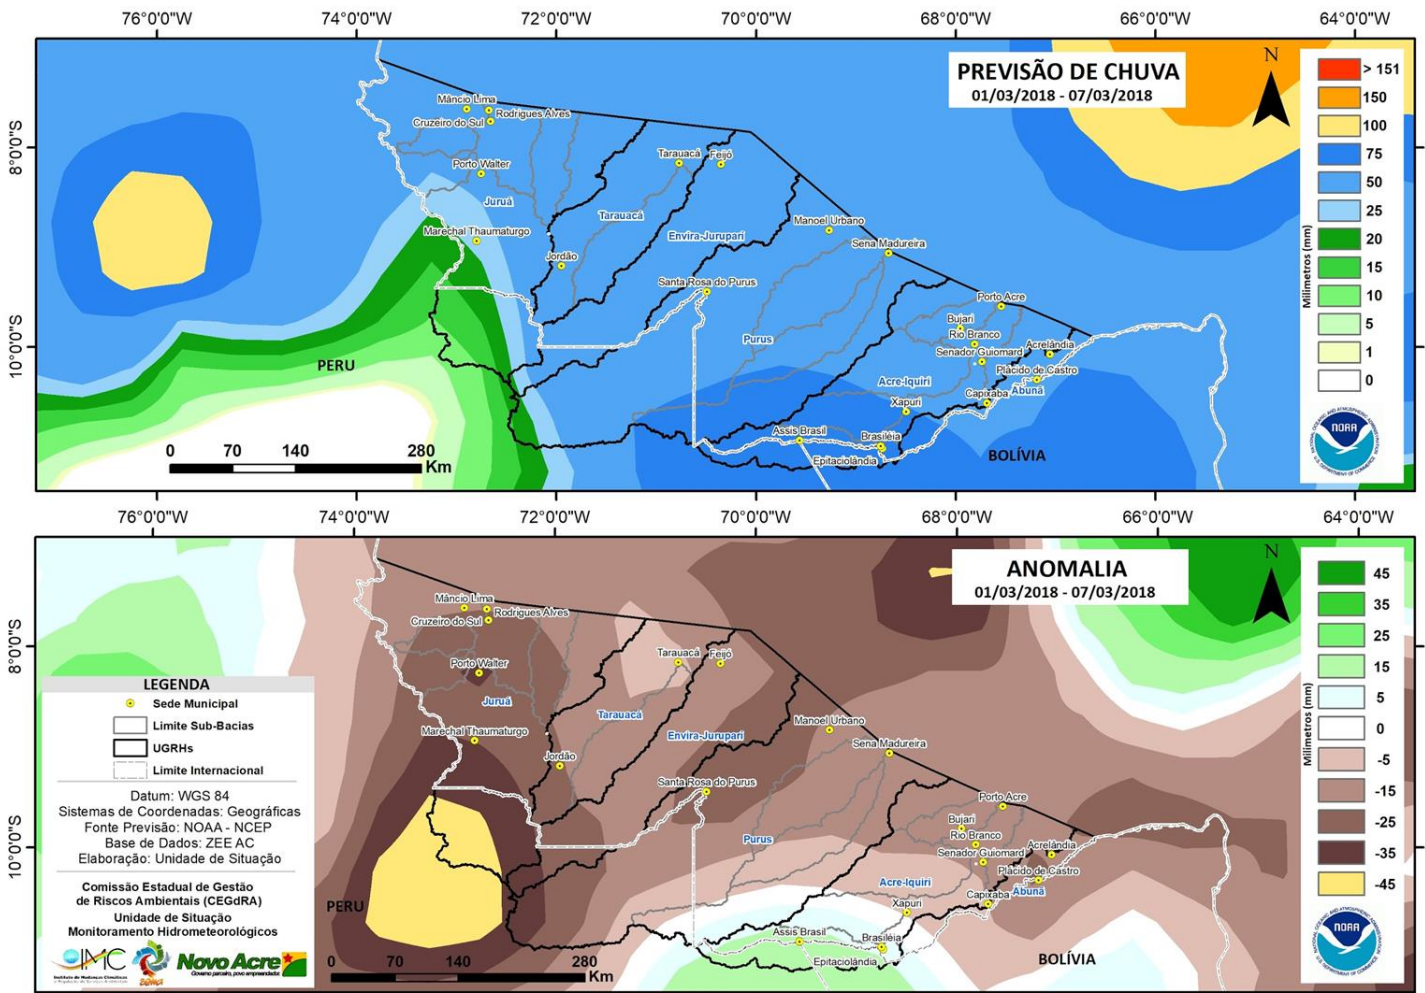 76°0'0"W 74°0'0"W 72°0'0"W 70°0'0"W 68°0'0"W 66°0'0"W 64°0'0"W
8°0'0"S
10°0'0"S
PREVISÃO DE CHUVA
01/03/2018 - 07/03/2018
N
Milímetros (mm)
> 151
150
100
75
50
25
20
15
10
5
1
0
NOAA
Mâncio Lima
Rodrigues Alves
Cruzeiro do Sul
Porto Walter
Juruá
Marechal Thaumaturgo
Jordão
Tarauacá
Feijó
Tarauacá
Envira-Jurupari
Manoel Urbano
Sena Madureira
Santa Rosa do Purus
Purus
Porto Acre
Bujari
Rio Branco
Senador Guiomard
Acrelândia
Plácido de Castro
Acre-Iquiri
Abunã
Capixaba
Xapuri
Assis Brasil
Brasiléia
Epitaciolândia
PERU
BOLÍVIA
0 70 140 280
Km
76°0'0"W 74°0'0"W 72°0'0"W 70°0'0"W 68°0'0"W 66°0'0"W 64°0'0"W
8°0'0"S
10°0'0"S
ANOMALIA
01/03/2018 - 07/03/2018
N
Milímetros (mm)
45
35
25
15
5
0
-5
-15
-25
-35
-45
NOAA
Mâncio Lima
Rodrigues Alves
Cruzeiro do Sul
Porto Walter
Juruá
Marechal Thaumaturgo
Jordão
Tarauacá
Feijó
Tarauacá
Envira-Jurupari
Manoel Urbano
Sena Madureira
Santa Rosa do Purus
Purus
Porto Acre
Bujari
Rio Branco
Senador Guiomard
Acrelândia
Plácido de Castro
Acre-Iquiri
Abunã
Capixaba
Xapuri
Assis Brasil
Brasiléia
Epitaciolândia
PERU
BOLÍVIA
0 70 140 280
Km
LEGENDA
Sede Municipal
Limite Sub-Bacias
UGRHs
Limite Internacional
Datum: WGS 84
Sistemas de Coordenadas: Geográficas
Fonte Previsão: NOAA - NCEP
Base de Dados: ZEE AC
Elaboração: Unidade de Situação
Comissão Estadual de Gestão
de Riscos Ambientais (CEGdRA)
Unidade de Situação
Monitoramento Hidrometeorológicos
IMC
Novo Acre
Governo parceiro, povo empreendedor